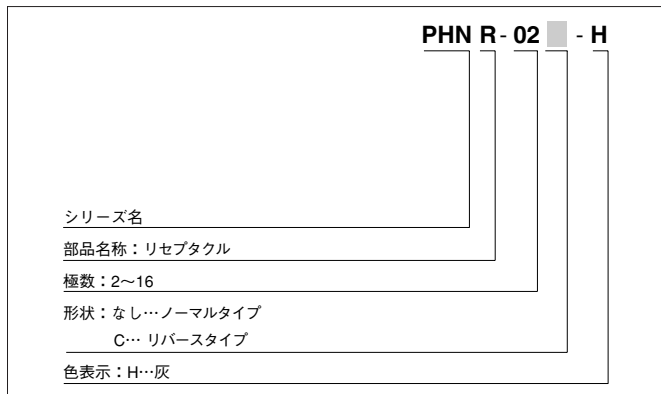 PHN R - 02 - H
シリーズ名
部品名称：リセプタクル
極数：2〜16
形状：なし…ノーマルタイプ
C… リバースタイプ
色表示：H…灰